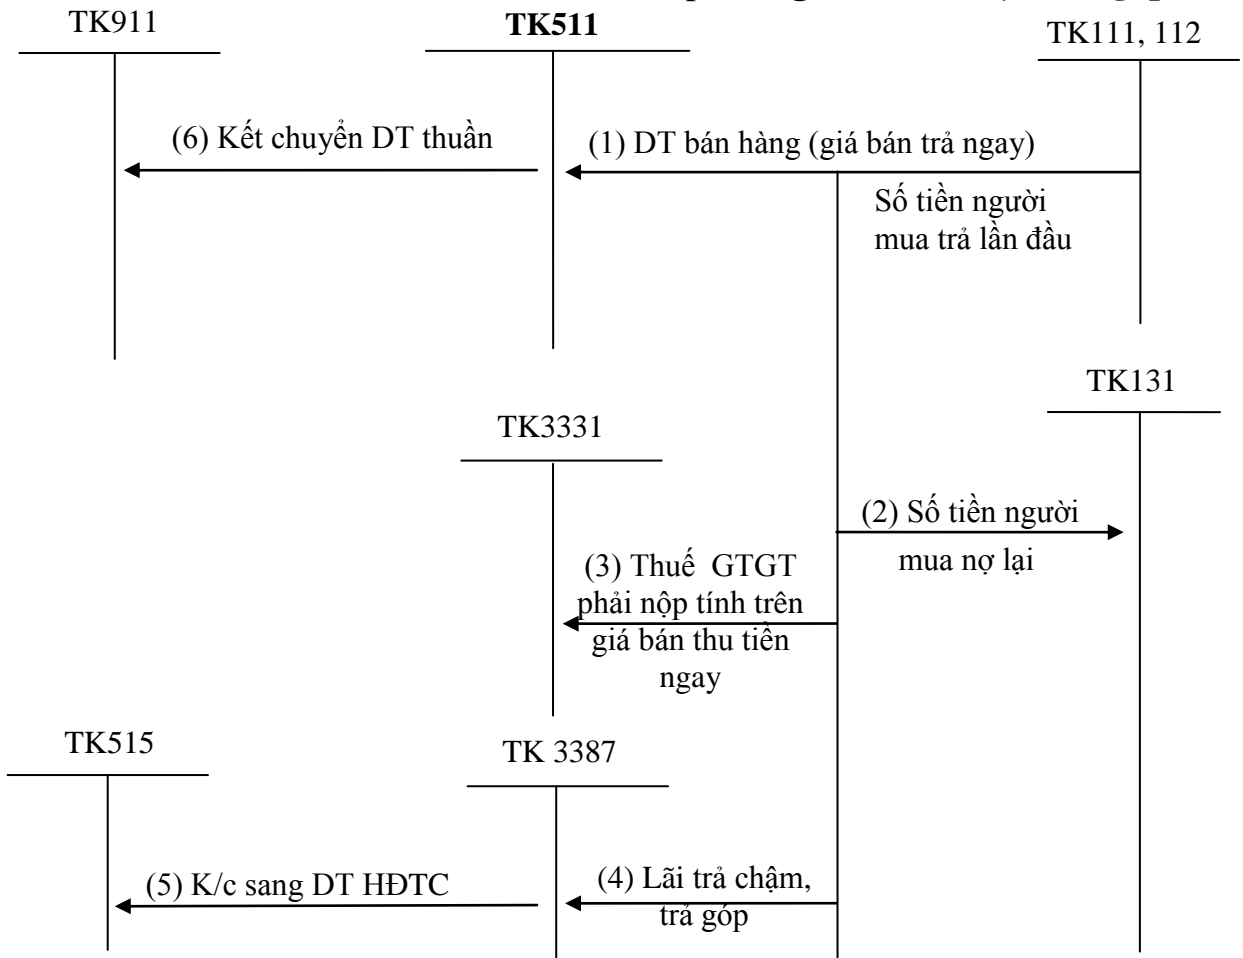 TK911
TK511
TK111, 112
(6) Kết chuyển DT thuần
(1) DT bán hàng (giá bán trả ngay)
Số tiền người
mua trả lần đầu
TK131
TK3331
(2) Số tiền người
mua nợ lại
(3) Thuế GTGT
phải nộp tính trên
giá bán thu tiền
ngay
TK515
TK 3387
(5) K/c sang DT HĐTC
(4) Lãi trả chậm,
trả góp